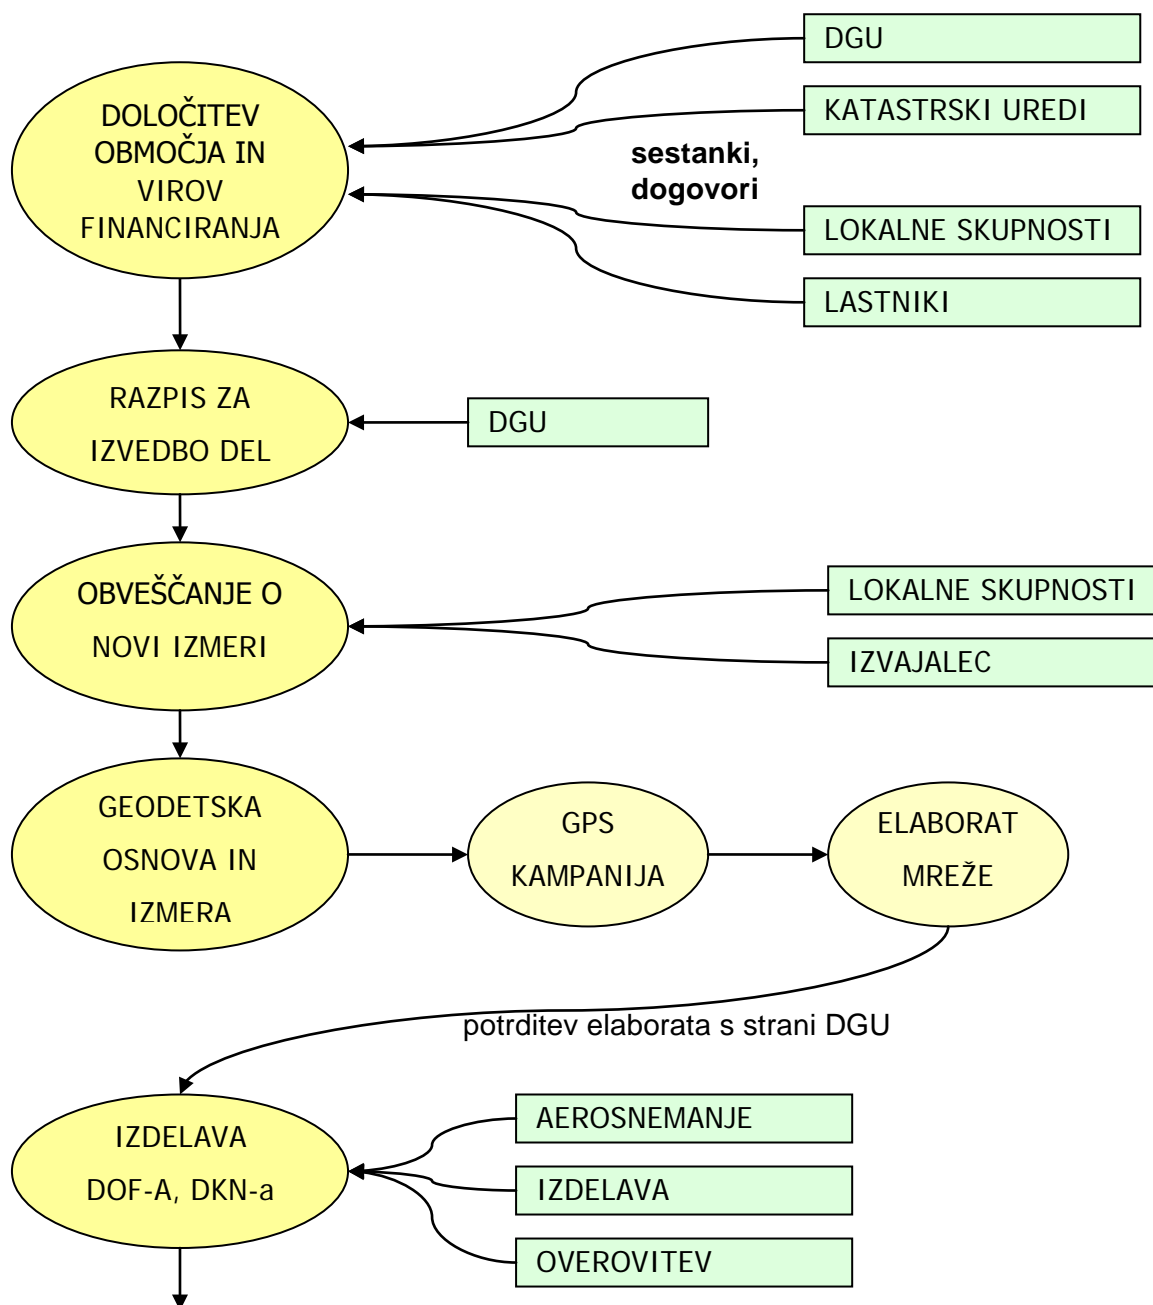 DGU
DOLOČITEV
OBMOČJA IN
VIROV
FINANCIRANJA
KATASTRSKI UREDI
sestanki,
dogovori
LOKALNE SKUPNOSTI
LASTNIKI
RAZPIS ZA
IZVEDBO DEL
DGU
OBVEŠČANJE O
NOVI IZMERI
LOKALNE SKUPNOSTI
IZVAJALEC
GEODETSKA
OSNOVA IN
IZMERA
GPS
KAMPANIJA
ELABORAT
MREŽE
potrditev elaborata s strani DGU
IZDELAVA
DOF-A, DKN-a
AEROSNEMANJE
IZDELAVA
OVEROVITEV